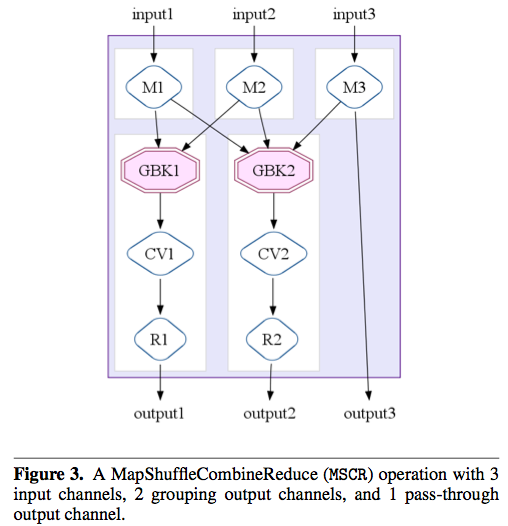 input1 input2 input3
M1 M2 M3
GBK1 GBK2
CV1 CV2
R1 R2
output1 output2 output3
Figure 3. A MapShuffleCombineReduce (MSCR) operation with 3
input channels, 2 grouping output channels, and 1 pass-through
output channel.